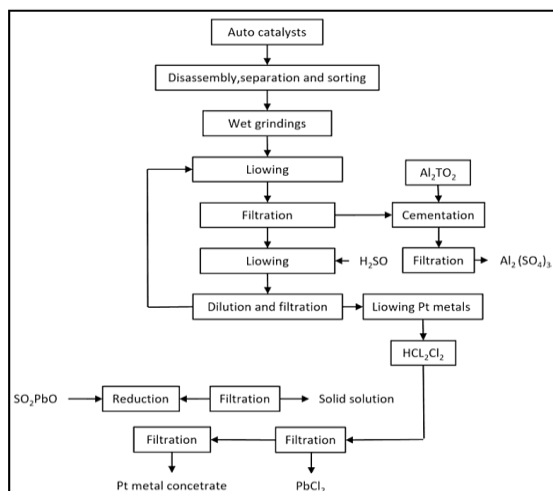 Auto catalysts
Disassembly,separation and sorting
Wet grindings
Liowing
Al₂TO₂
Filtration
Cementation
Liowing
H₂SO
Filtration
Al₂ (SO₄)₃
Dilution and filtration
Liowing Pt metals
HCL₂Cl₂
SO₂PbO
Reduction
Filtration
Solid solution
Filtration
Filtration
Pt metal concetrate
PbCl₂